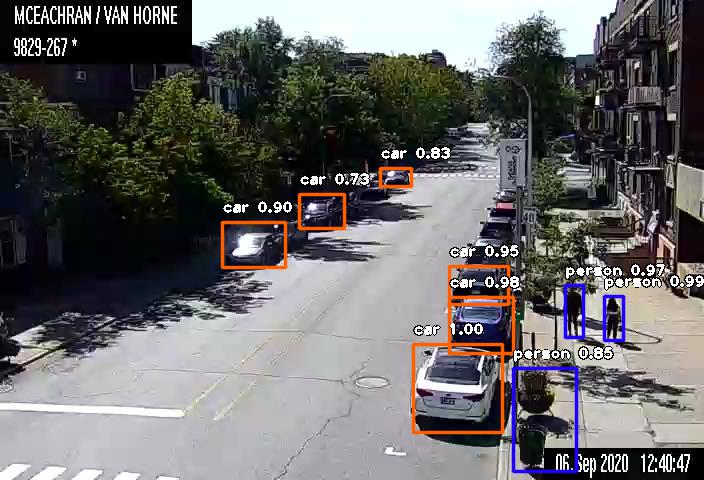 MCEACHRAN / VAN HORNE
9829-267 *
car 0.83
car 0.73
car 0.90
car 0.95
person 0.97
person 0.99
car 0.98
car 1.00
person 0.85
40
06 Sep 2020 12:40:47